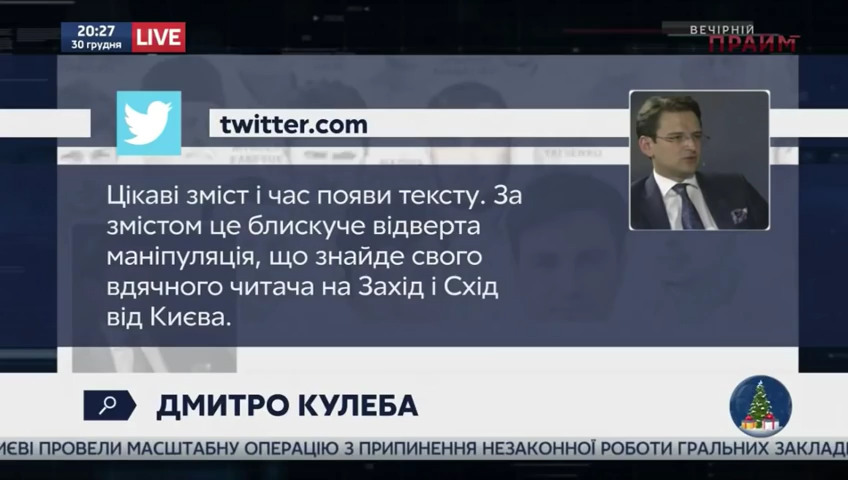 20:27
30 грудня
LIVE
ВЕЧІРНІЙ
ПРАЙМ
twitter.com
Цікаві зміст і час появи тексту. За
змістом це блискуче відверта
маніпуляція, що знайде свого
вдячного читача на Захід і Схід
від Києва.
ДМИТРО КУЛЕБА
ИЄВІ ПРОВЕЛИ МАСШТАБНУ ОПЕРАЦІЮ З ПРИПИНЕННЯ НЕЗАКОННОЇ РОБОТИ ГРАЛЬНИХ ЗАКЛАД